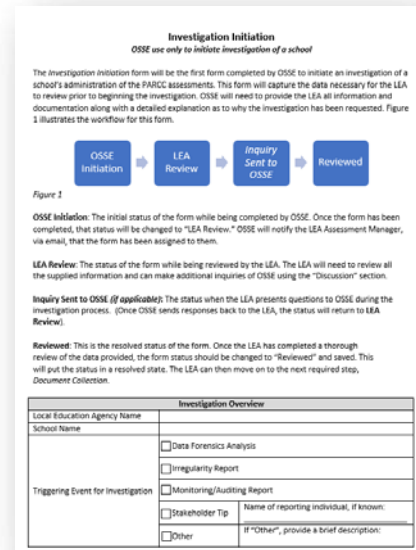 Investigation Initiation
OSSE use only to initiate investigation of a school
The Investigation Initiation form will be the first form completed by OSSE to initiate an investigation of a
school's administration of the PARCC assessments. This form will capture the data necessary for the LEA
to review prior to beginning the investigation. OSSE will need to provide the LEA all information and
documentation along with a detailed explanation as to why the investigation has been requested. Figure
1 illustrates the workflow for this form.
OSSE Initiation
LEA Review
Inquiry Sent to OSSE
Reviewed
Figure 1
OSSE Initiation: The initial status of the form while being completed by OSSE. Once the form has been
completed, that status will be changed to "LEA Review." OSSE will notify the LEA Assessment Manager,
via email, that the form has been assigned to them.
LEA Review: The status of the form while being reviewed by the LEA. The LEA will need to review all
the supplied information and can make additional inquiries of OSSE using the "Discussion" section.
Inquiry Sent to OSSE (if applicable): The status when the LEA presents questions to OSSE during the
investigation process. (Once OSSE sends responses back to the LEA, the status will return to LEA
Review).
Reviewed: This is the resolved status of the form. Once the LEA has completed a thorough
review of the data provided, the form status should be changed to "Reviewed" and saved. This
will put the status in a resolved state. The LEA can then move on to the next required step,
Document Collection.
Investigation Overview
Local Education Agency Name
School Name
Triggering Event for Investigation
Data Forensics Analysis
Irregularity Report
Monitoring/Auditing Report
Stakeholder Tip
Name of reporting individual, if known:
Other
If "Other", provide a brief description: